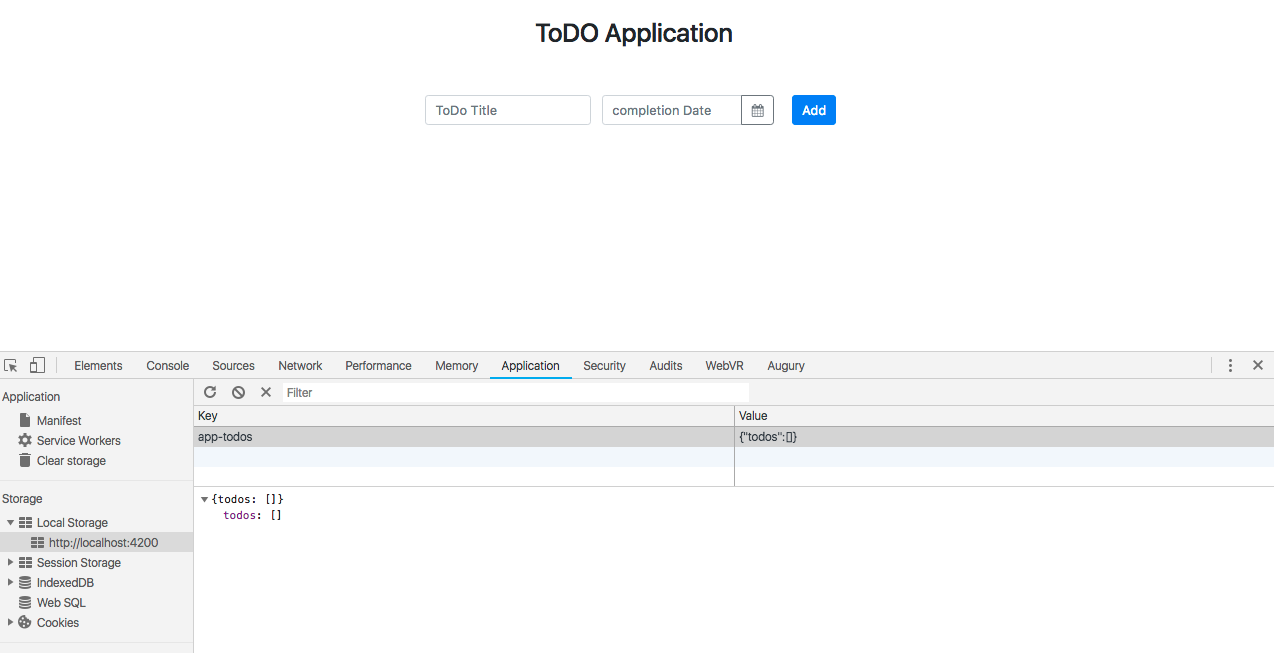 ToDO Application
ToDo Title completion Date Add
Elements Console Sources Network Performance Memory Application Security Audits WebVR Augury
Application
Manifest
Service Workers
Clear storage
Storage
Local Storage
http://localhost:4200
Session Storage
IndexedDB
Web SQL
Cookies
Filter
Key Value
app-todos {"todos":[]}
{todos: []}
todos: []